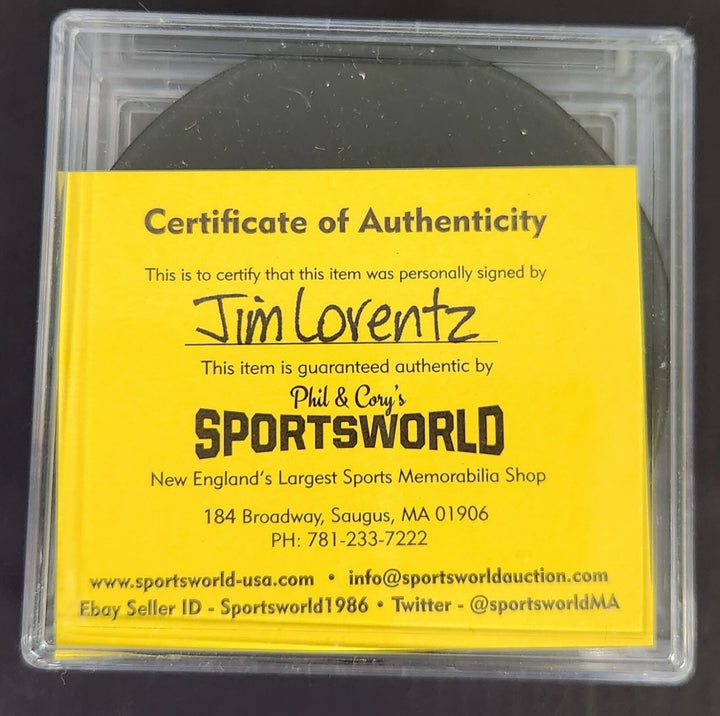 Certificate of Authenticity
This is to certify that this item was personally signed by
Jim Lorentz
This item is guaranteed authentic by
Phil & Cory's
SPORTSWORLD
New England's Largest Sports Memorabilia Shop
184 Broadway, Saugus, MA 01906
PH: 781-233-7222
www.sportsworld-usa.com • info@sportsworldauction.com
Ebay Seller ID - Sportsworld1986 • Twitter - @sportsworldMA